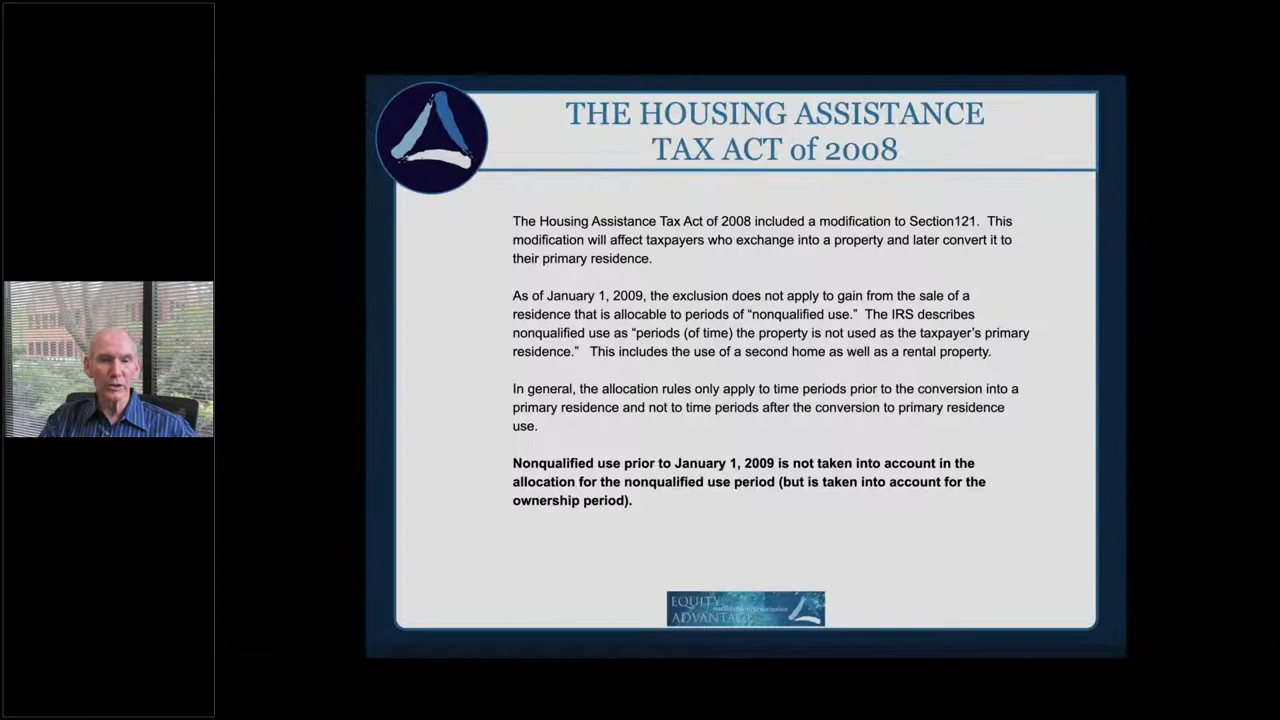 THE HOUSING ASSISTANCE
TAX ACT of 2008
The Housing Assistance Tax Act of 2008 included a modification to Section121. This
modification will affect taxpayers who exchange into a property and later convert it to
their primary residence.
As of January 1, 2009, the exclusion does not apply to gain from the sale of a
residence that is allocable to periods of “nonqualified use.” The IRS describes
nonqualified use as “periods (of time) the property is not used as the taxpayer’s primary
residence.” This includes the use of a second home as well as a rental property.
In general, the allocation rules only apply to time periods prior to the conversion into a
primary residence and not to time periods after the conversion to primary residence
use.
Nonqualified use prior to January 1, 2009 is not taken into account in the
allocation for the nonqualified use period (but is taken into account for the
ownership period).
EQUITY
ADVANTAGE